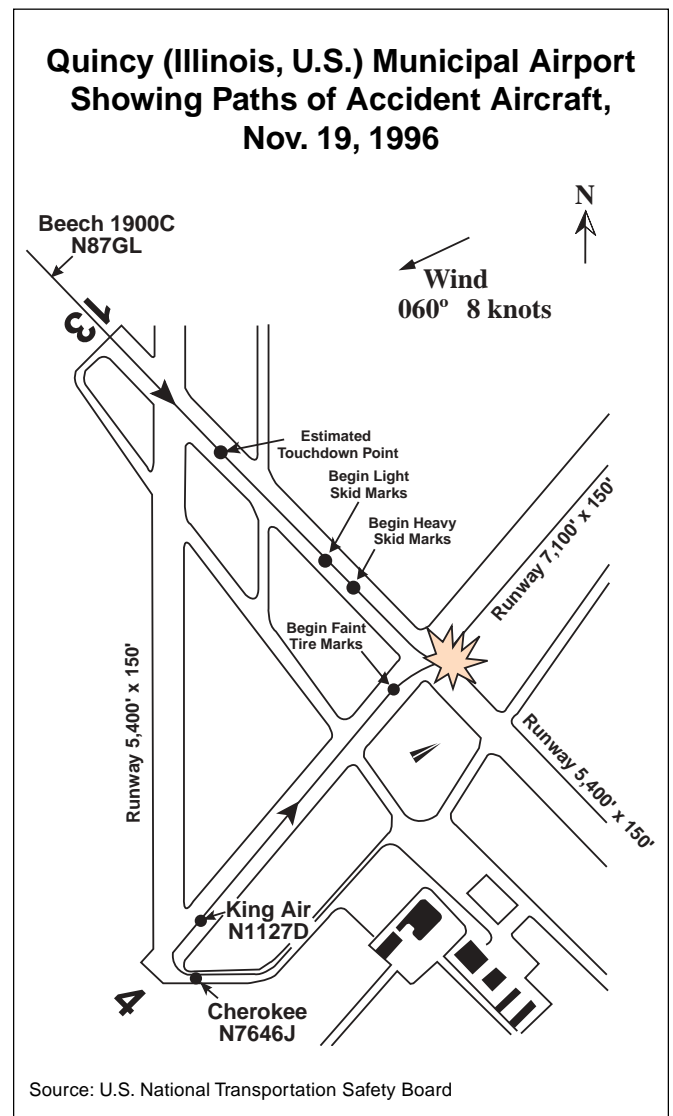 Quincy (Illinois, U.S.) Municipal Airport
Showing Paths of Accident Aircraft,
Nov. 19, 1996
N
Beech 1900C
N87GL
Wind
060º 8 knots
13
Estimated
Touchdown Point
Begin Light
Skid Marks
Begin Heavy
Skid Marks
Runway 7,100' x 150'
Begin Faint
Tire Marks
Runway 5,400' x 150'
Runway 5,400' x 150'
King Air
N1127D
4
Cherokee
N7646J
Source: U.S. National Transportation Safety Board